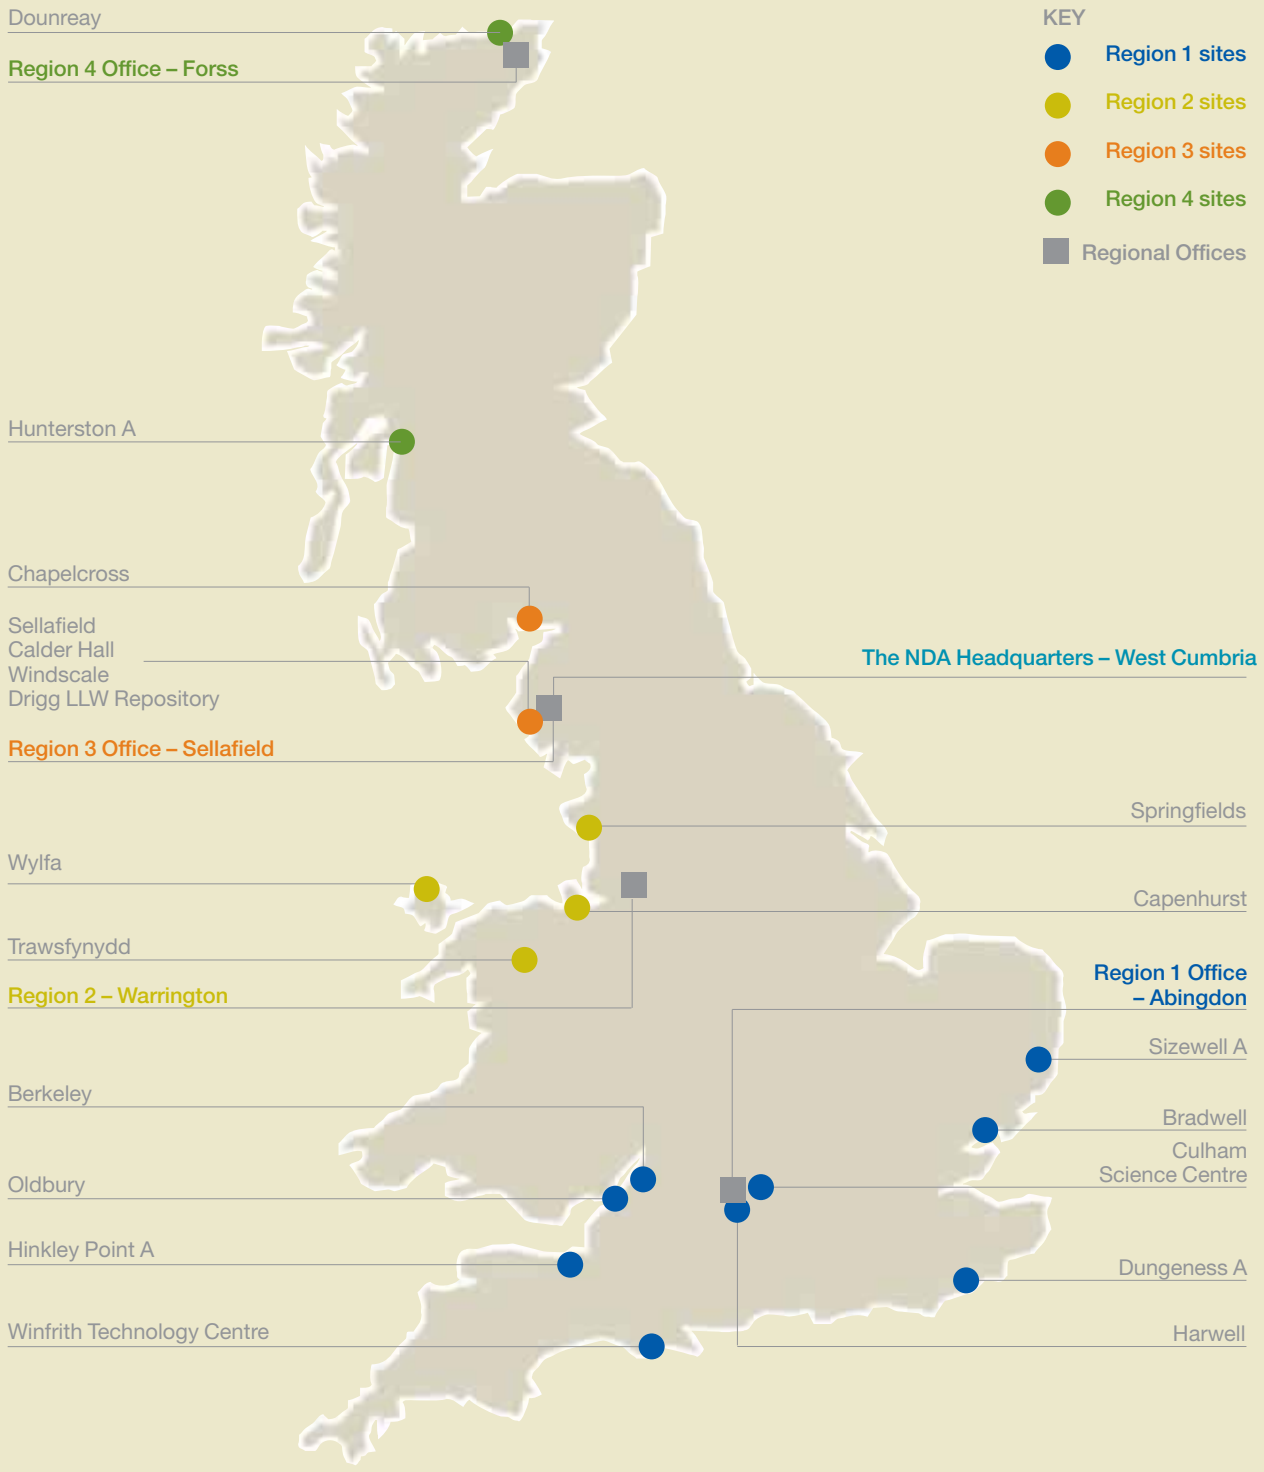 Dounreay
Region 4 Office – Forss
Hunterston A
Chapelcross
Sellafield
Calder Hall
Windscale
Drigg LLW Repository
Region 3 Office – Sellafield
Wylfa
Trawsfynydd
Region 2 – Warrington
Berkeley
Oldbury
Hinkley Point A
Winfrith Technology Centre
KEY
Region 1 sites
Region 2 sites
Region 3 sites
Region 4 sites
Regional Offices
The NDA Headquarters – West Cumbria
Springfields
Capenhurst
Region 1 Office
– Abingdon
Sizewell A
Bradwell
Culham
Science Centre
Dungeness A
Harwell